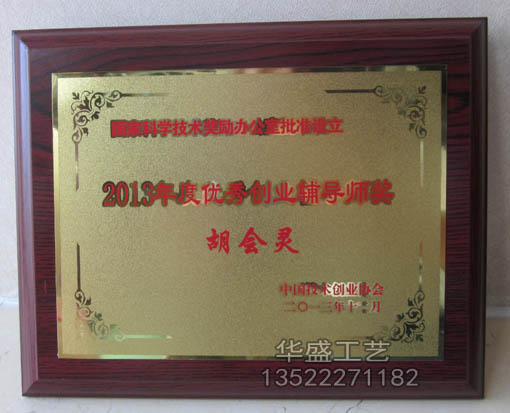 国家科学技术奖励办公室批准设立
2013年度优秀创业辅导师奖
胡会灵
中国技术创业协会
二〇一三年十 月
华盛工艺
13522271182